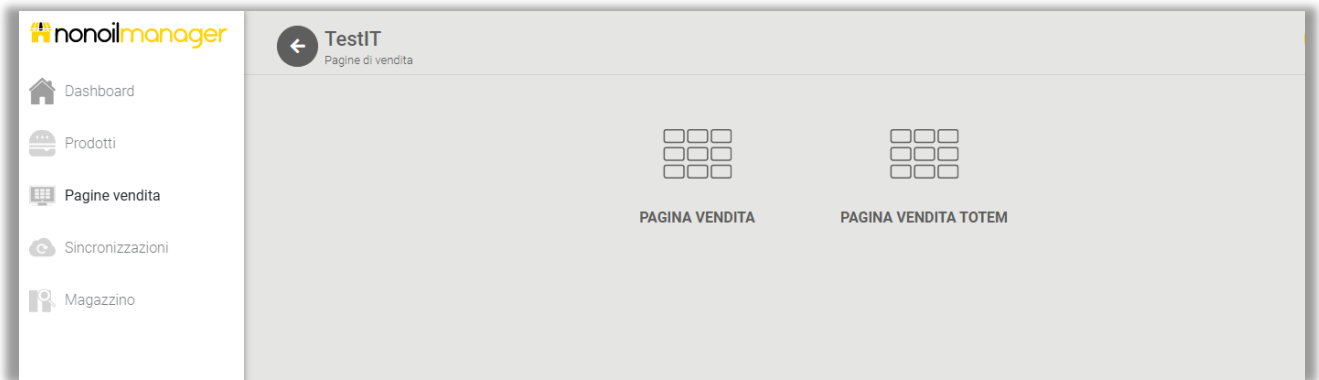 nonoilmanager
TestIT
Pagine di vendita
Dashboard
Prodotti
Pagine vendita
Sincronizzazioni
Magazzino
PAGINA VENDITA
PAGINA VENDITA TOTEM